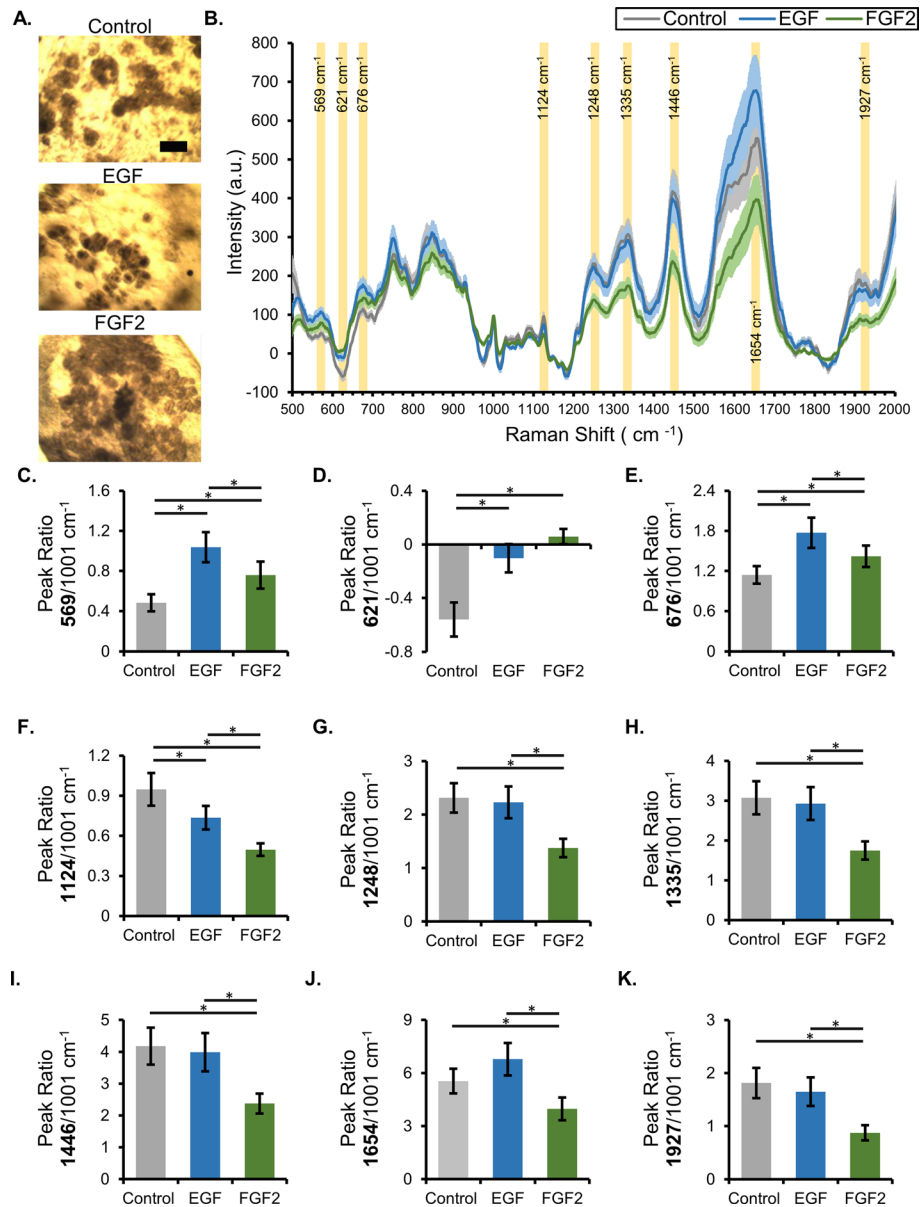 A.
Control
EGF
FGF2
B.
Control EGF FGF2
800
700
600
500
400
300
200
100
0
-100
Intensity (a.u.)
569 cm⁻¹
621 cm⁻¹
676 cm⁻¹
1124 cm⁻¹
1248 cm⁻¹
1335 cm⁻¹
1446 cm⁻¹
1654 cm⁻¹
1927 cm⁻¹
500 600 700 800 900 1000 1100 1200 1300 1400 1500 1600 1700 1800 1900 2000
Raman Shift ( cm ⁻¹)
C.
Peak Ratio
569/1001 cm⁻¹
1.6
1.2
0.8
0.4
0
Control EGF FGF2
* * *
D.
Peak Ratio
621/1001 cm⁻¹
0.4
0
-0.4
-0.8
Control EGF FGF2
* *
E.
Peak Ratio
676/1001 cm⁻¹
2.4
1.8
1.2
0.6
0
Control EGF FGF2
* * *
F.
Peak Ratio
1124/1001 cm⁻¹
1.2
0.9
0.6
0.3
0
Control EGF FGF2
* * *
G.
Peak Ratio
1248/1001 cm⁻¹
3
2
1
0
Control EGF FGF2
* *
H.
Peak Ratio
1335/1001 cm⁻¹
4
3
2
1
0
Control EGF FGF2
* *
I.
Peak Ratio
1446/1001 cm⁻¹
5
4
3
2
1
0
Control EGF FGF2
* *
J.
Peak Ratio
1654/1001 cm⁻¹
9
6
3
0
Control EGF FGF2
* *
K.
Peak Ratio
1927/1001 cm⁻¹
3
2
1
0
Control EGF FGF2
* *